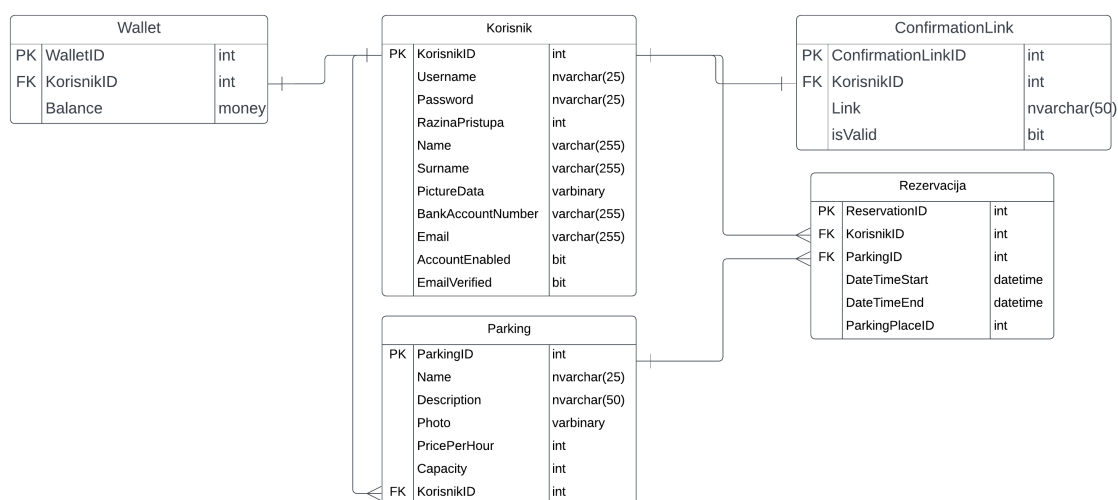 Wallet
PK WalletID int
FK KorisnikID int
Balance money
Korisnik
PK KorisnikID int
Username nvarchar(25)
Password nvarchar(25)
RazinaPristupa int
Name varchar(255)
Surname varchar(255)
PictureData varbinary
BankAccountNumber varchar(255)
Email varchar(255)
AccountEnabled bit
EmailVerified bit
ConfirmationLink
PK ConfirmationLinkID int
FK KorisnikID int
Link nvarchar(50)
isValid bit
Rezervacija
PK ReservationID int
FK KorisnikID int
FK ParkingID int
DateTimeStart datetime
DateTimeEnd datetime
ParkingPlaceID int
Parking
PK ParkingID int
Name nvarchar(25)
Description nvarchar(50)
Photo varbinary
PricePerHour int
Capacity int
FK KorisnikID int